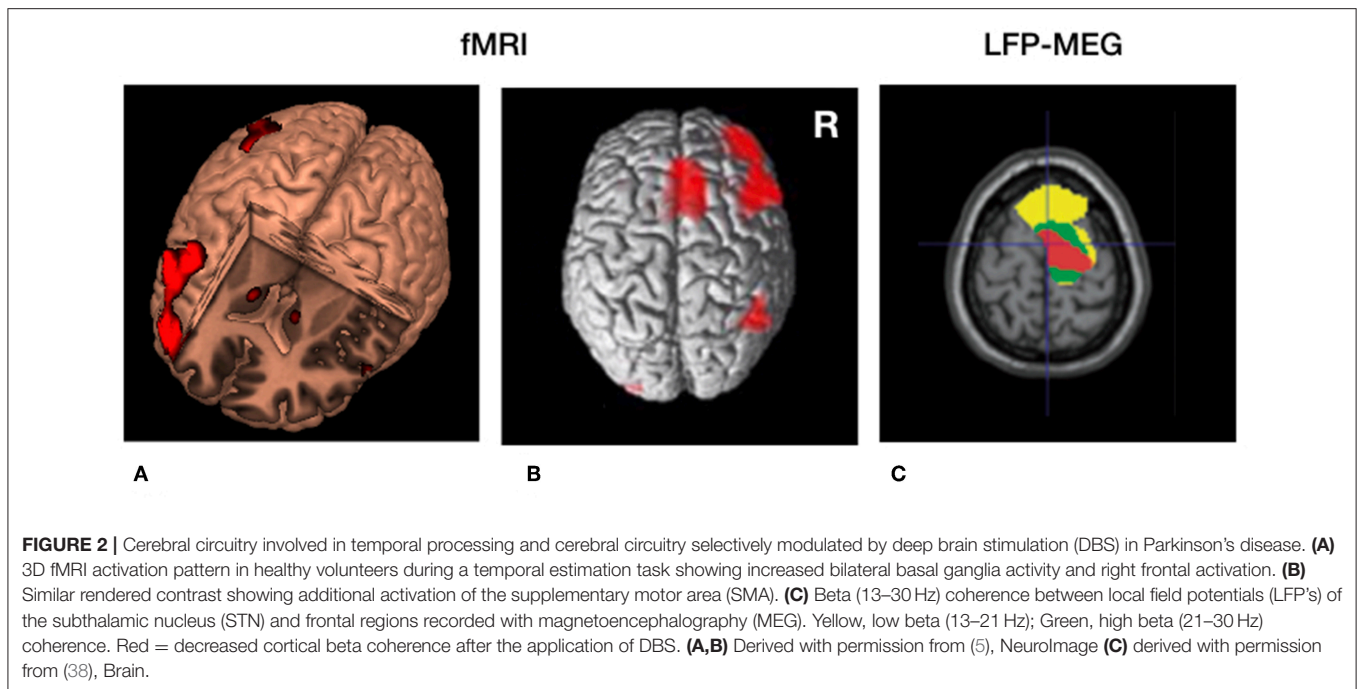 fMRI
LFP-MEG
R
A
B
C
FIGURE 2 | Cerebral circuitry involved in temporal processing and cerebral circuitry selectively modulated by deep brain stimulation (DBS) in Parkinson's disease. (A)
3D fMRI activation pattern in healthy volunteers during a temporal estimation task showing increased bilateral basal ganglia activity and right frontal activation. (B)
Similar rendered contrast showing additional activation of the supplementary motor area (SMA). (C) Beta (13–30 Hz) coherence between local field potentials (LFP's) of
the subthalamic nucleus (STN) and frontal regions recorded with magnetoencephalography (MEG). Yellow, low beta (13–21 Hz); Green, high beta (21–30 Hz)
coherence. Red = decreased cortical beta coherence after the application of DBS. (A,B) Derived with permission from (5), NeuroImage (C) derived with permission
from (38), Brain.